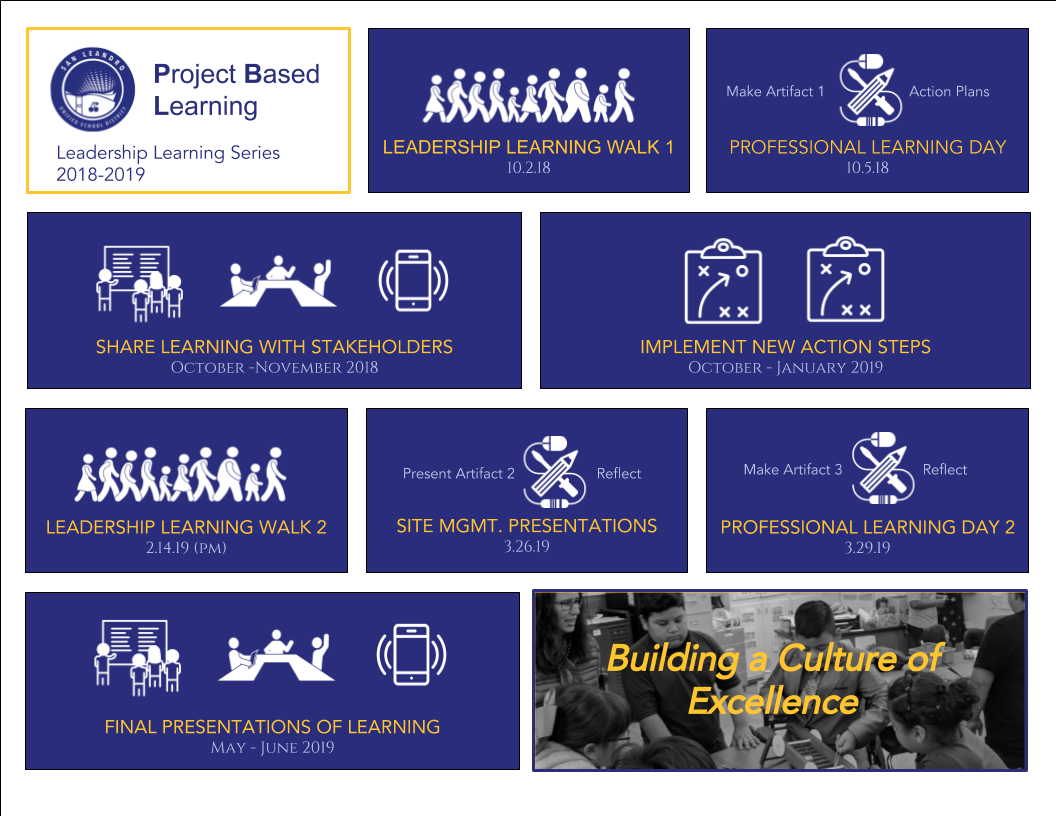 SAN LEANDRO
UNIFIED SCHOOL DISTRICT
Project Based
Learning
Leadership Learning Series
2018-2019
LEADERSHIP LEARNING WALK 1
10.2.18
Make Artifact 1
Action Plans
PROFESSIONAL LEARNING DAY
10.5.18
SHARE LEARNING WITH STAKEHOLDERS
October -November 2018
IMPLEMENT NEW ACTION STEPS
October - January 2019
LEADERSHIP LEARNING WALK 2
2.14.19 (pm)
Present Artifact 2
Reflect
SITE MGMT. PRESENTATIONS
3.26.19
Make Artifact 3
Reflect
PROFESSIONAL LEARNING DAY 2
3.29.19
FINAL PRESENTATIONS OF LEARNING
May - June 2019
Building a Culture of
Excellence